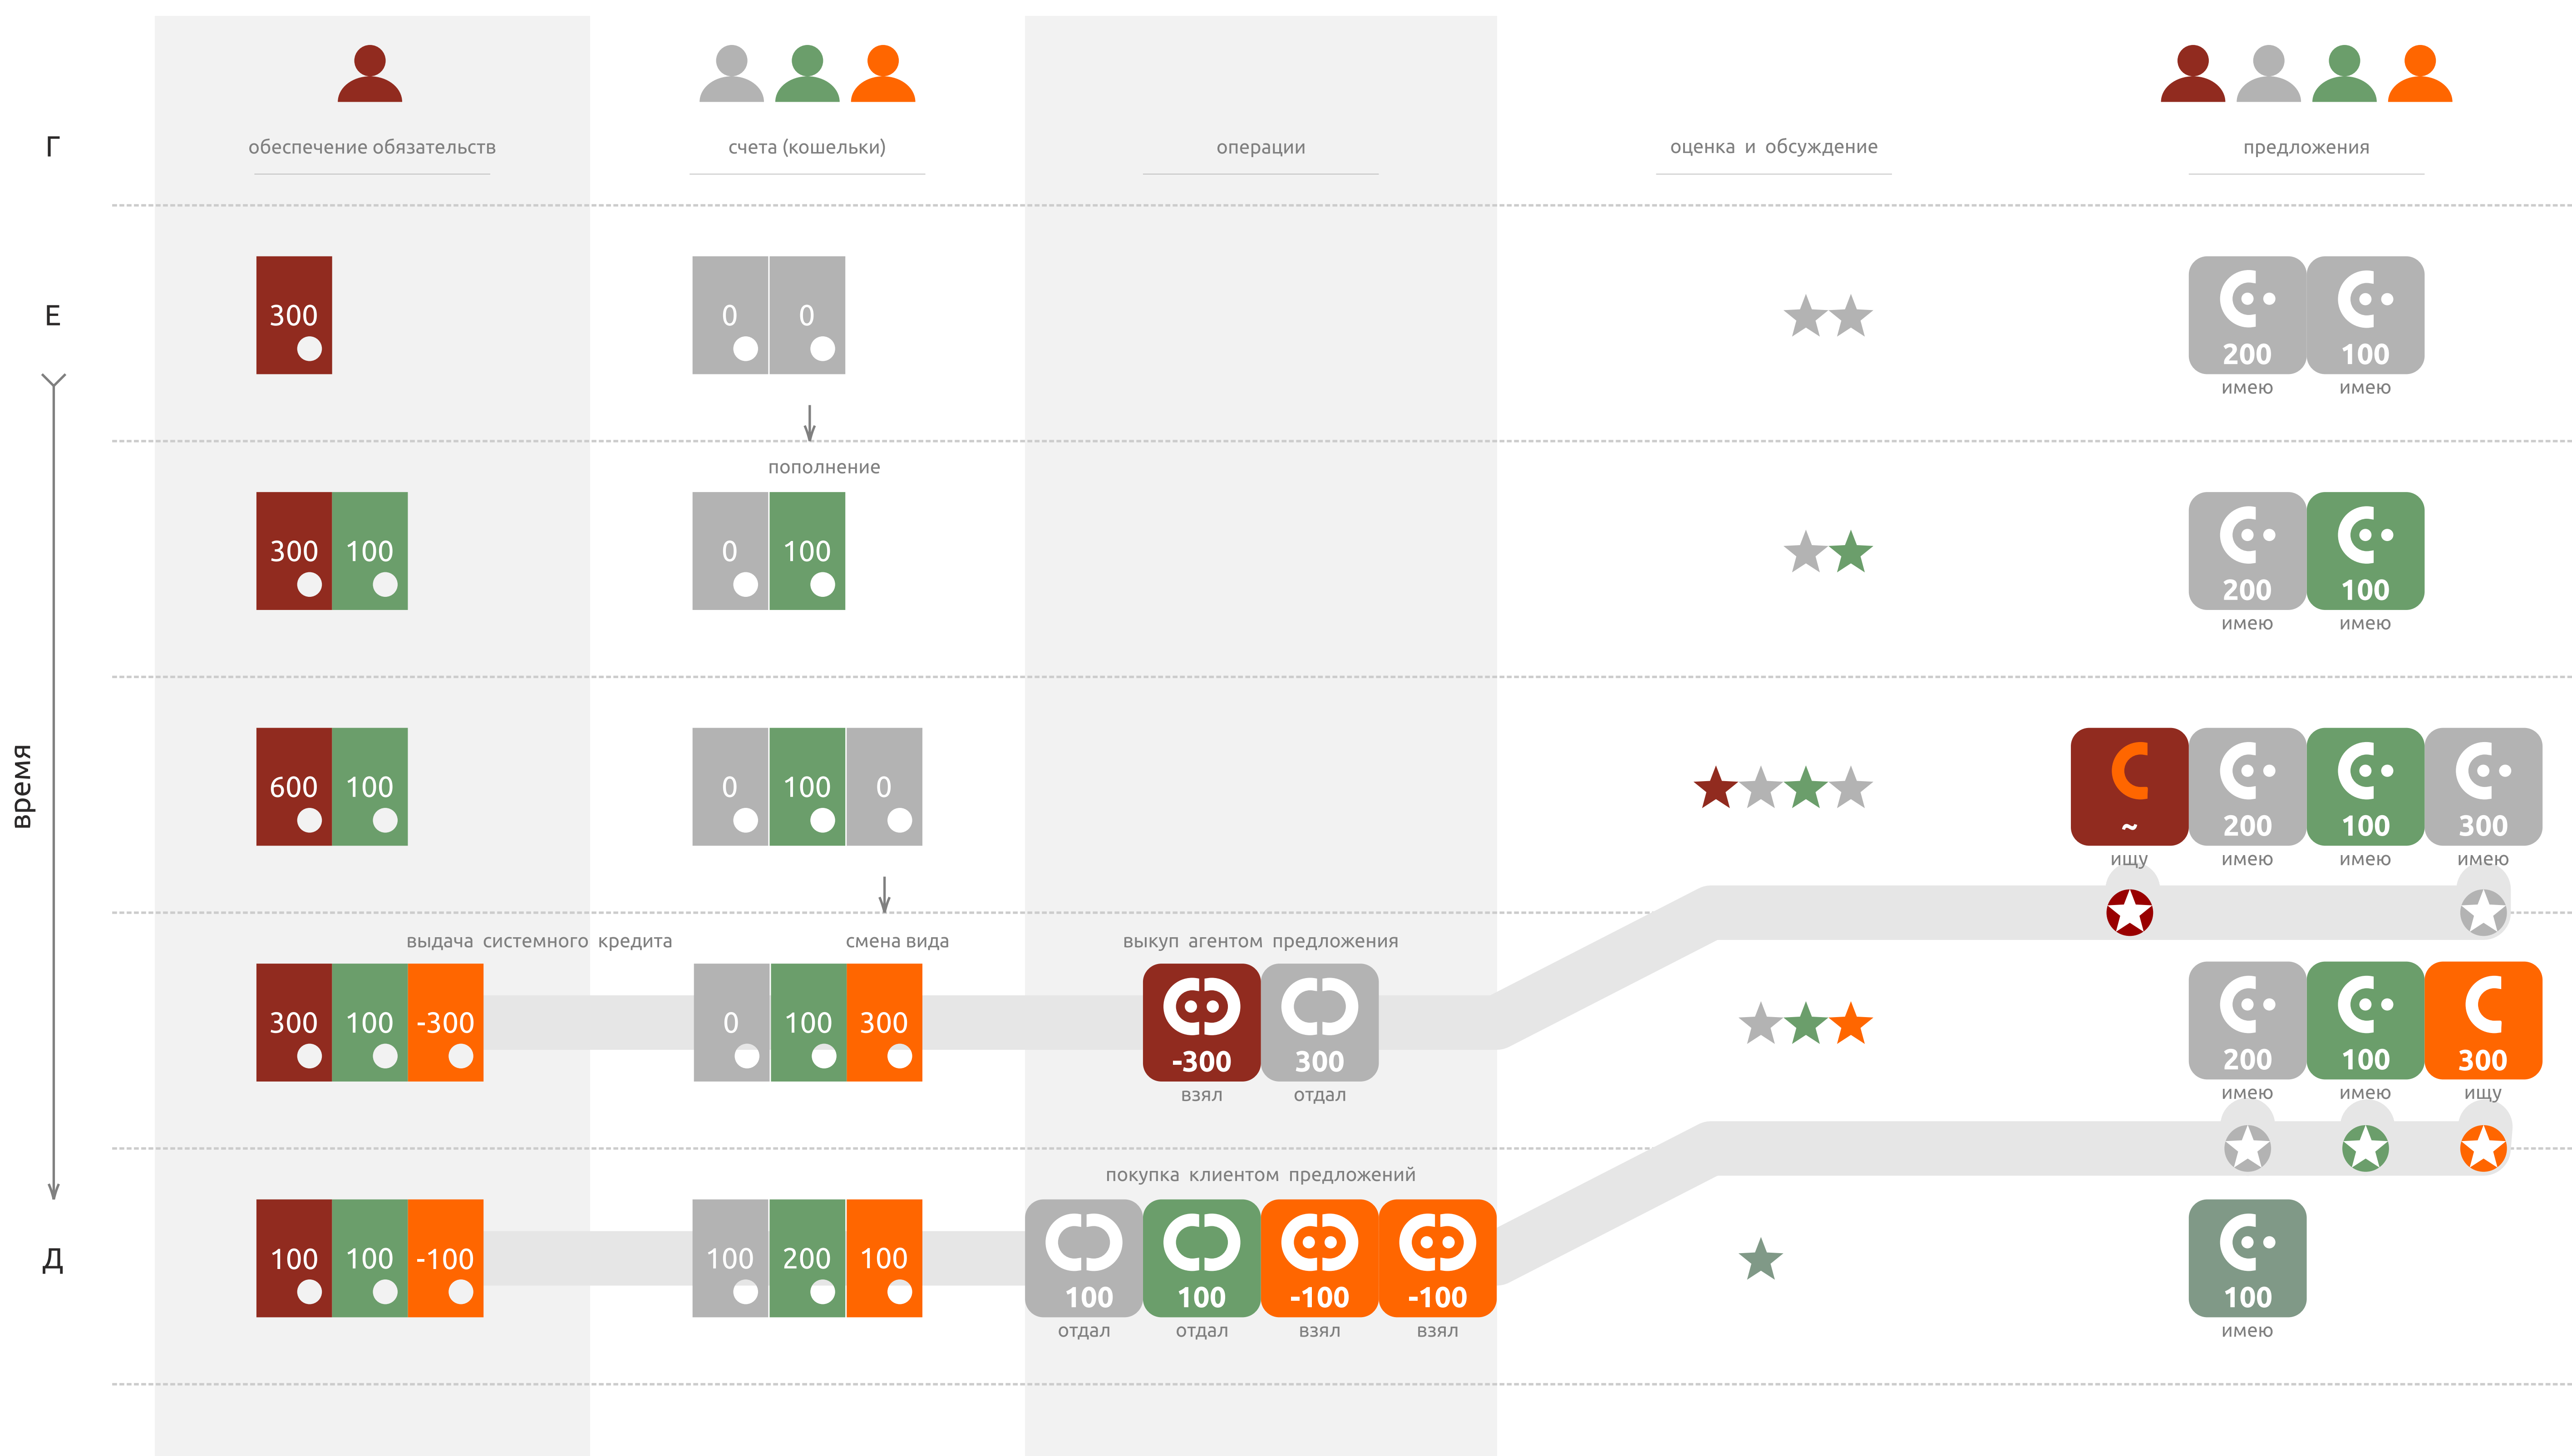 Г
обеспечение обязательств
счета (кошельки)
операции
оценка и обсуждение
предложения
Е
300
0 0
200 100
имею имею
пополнение
300 100
0 100
200 100
имею имею
время
600 100
0 100 0
~ 200 100 300
ищу имею имею имею
выдача системного кредита
смена вида
выкуп агентом предложения
300 100 -300
0 100 300
-300 300
взял отдал
200 100 300
имею имею ищу
покупка клиентом предложений
Д
100 100 -100
100 200 100
100 100 -100 -100
отдал отдал взял взял
100
имею